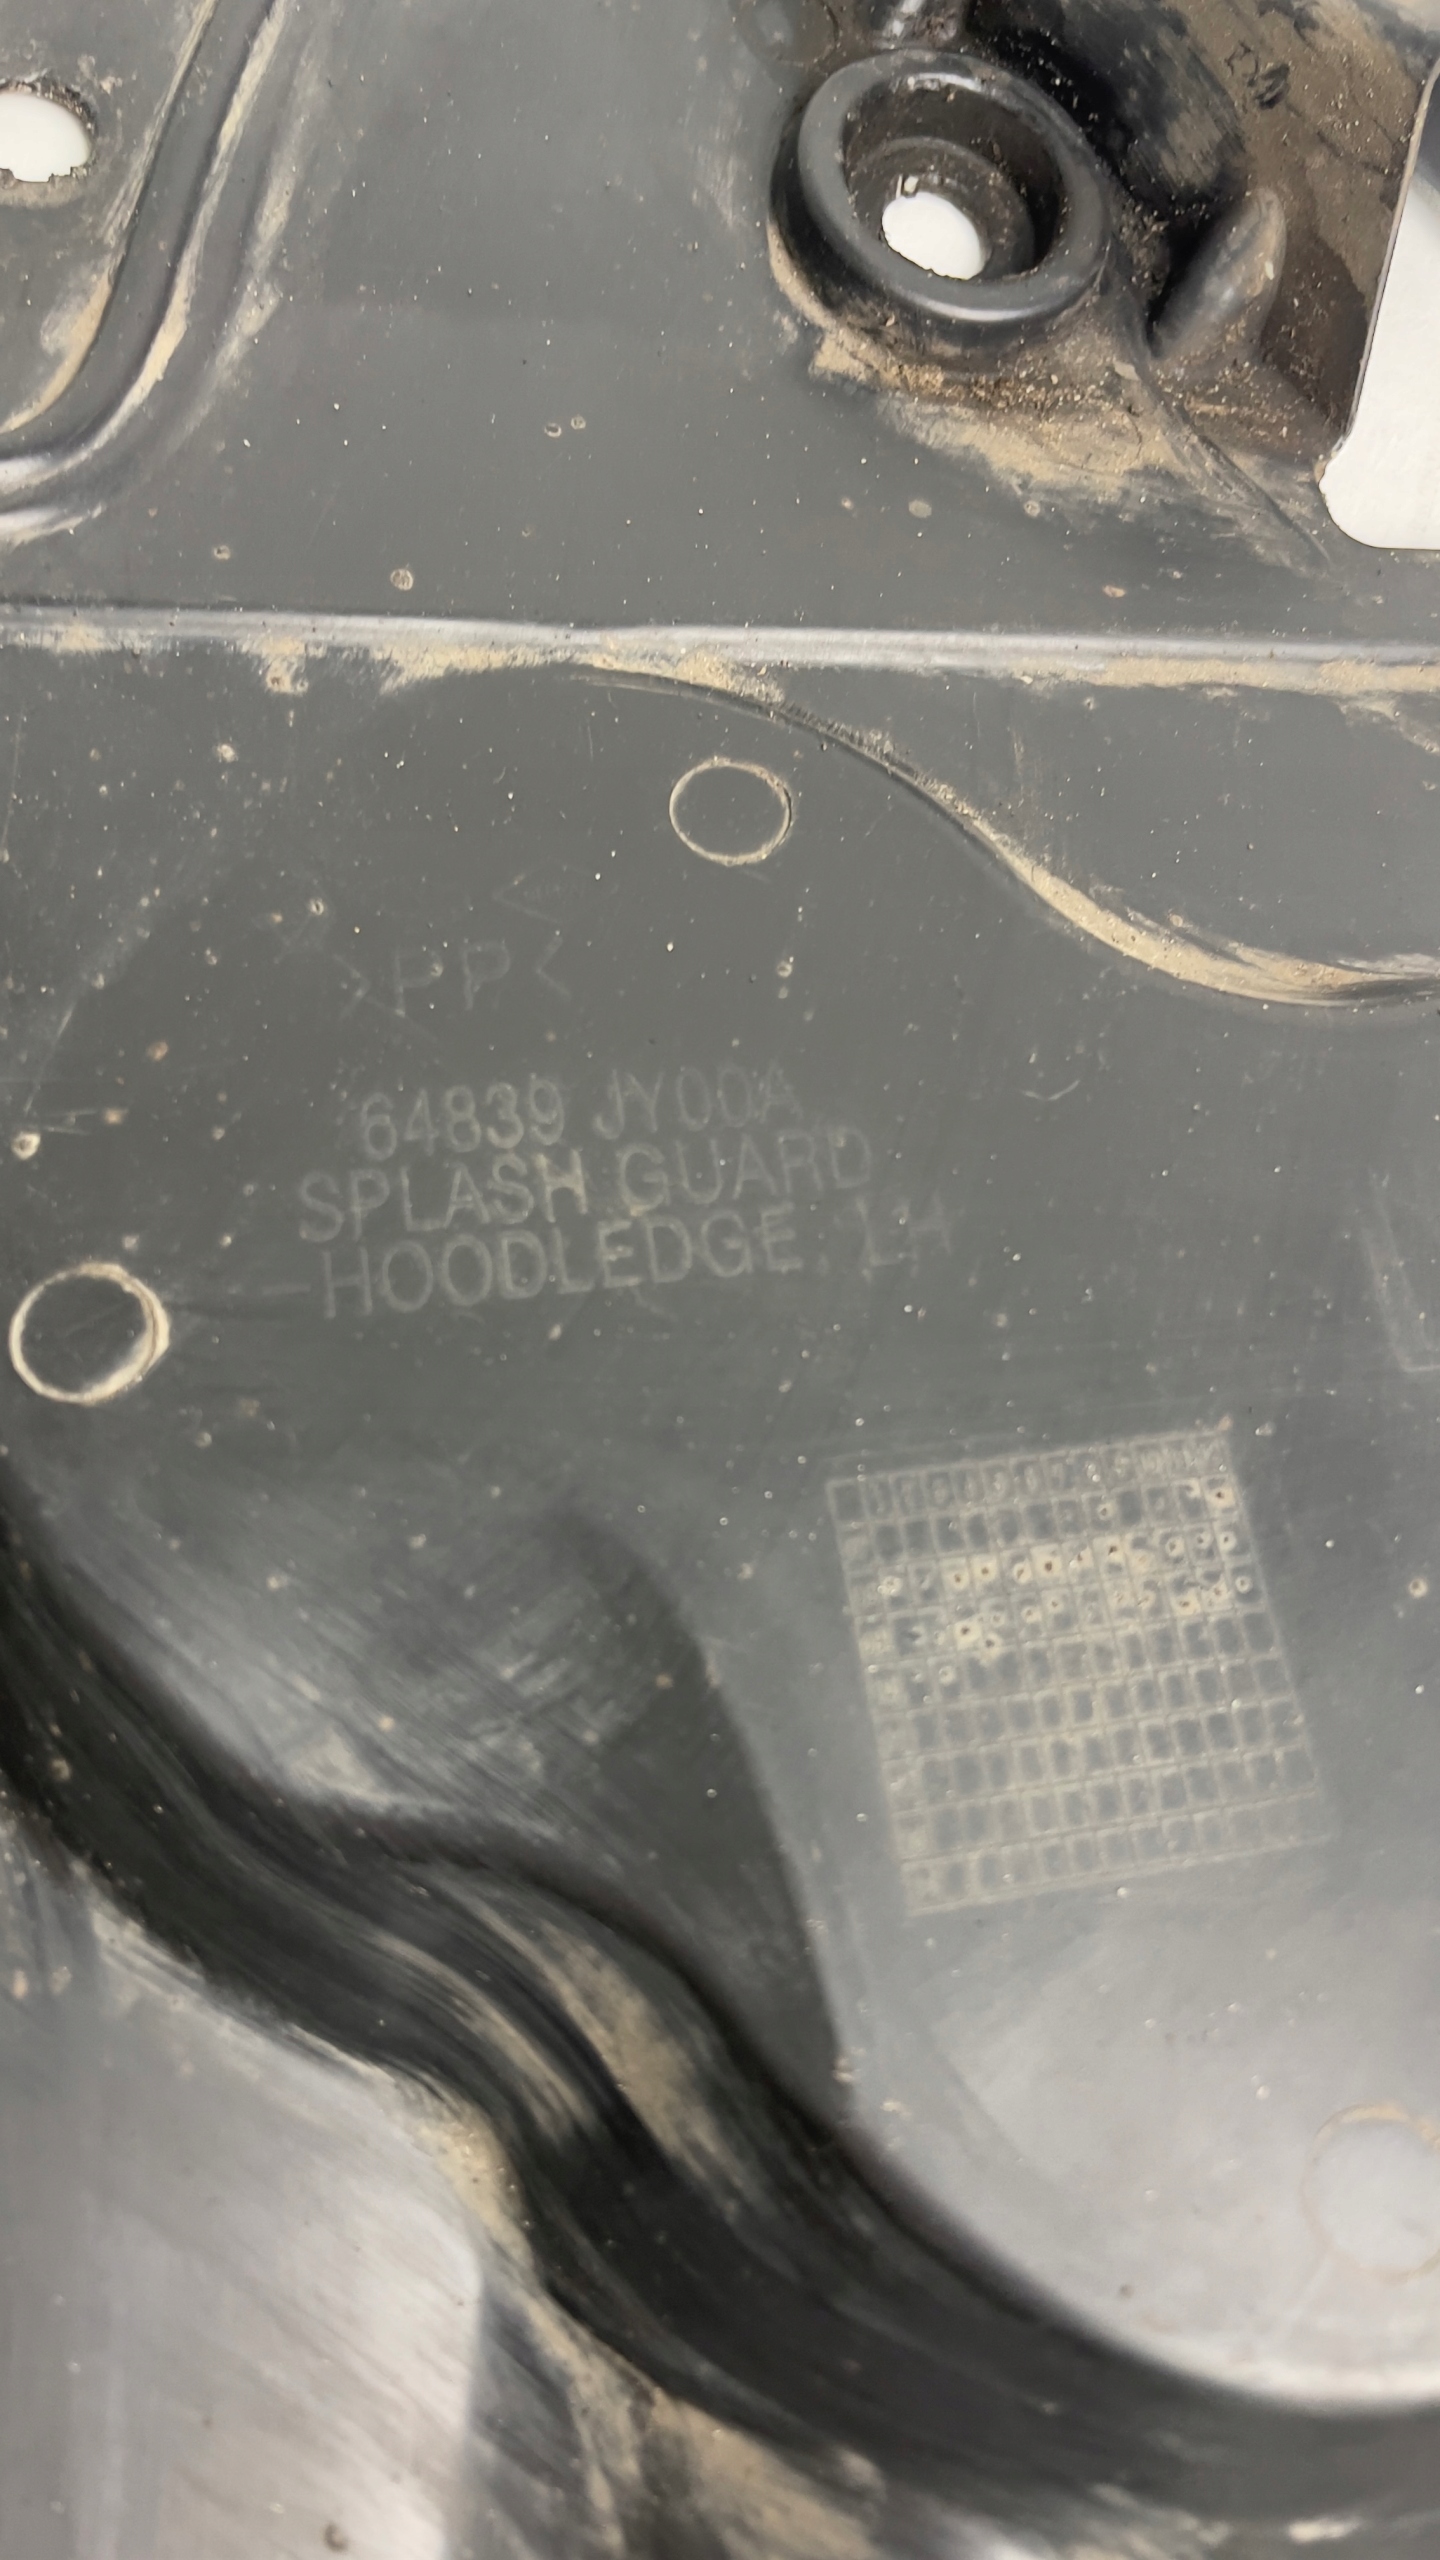 >PP<
64839 JY00A
SPLASH GUARD
-HOODLEDGE, LH